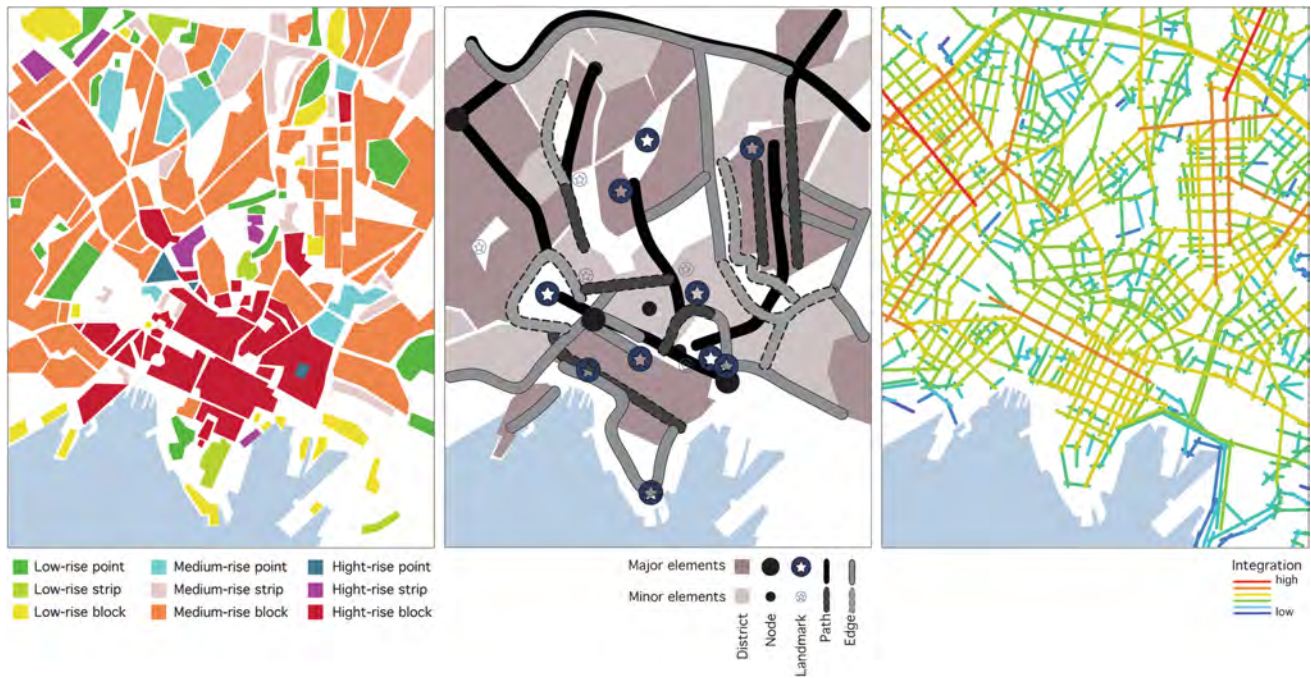 Low-rise point
Medium-rise point
Hight-rise point
Low-rise strip
Medium-rise strip
Hight-rise strip
Low-rise block
Medium-rise block
Hight-rise block
Major elements
Minor elements
District
Node
Landmark
Path
Edge
Integration
high
low